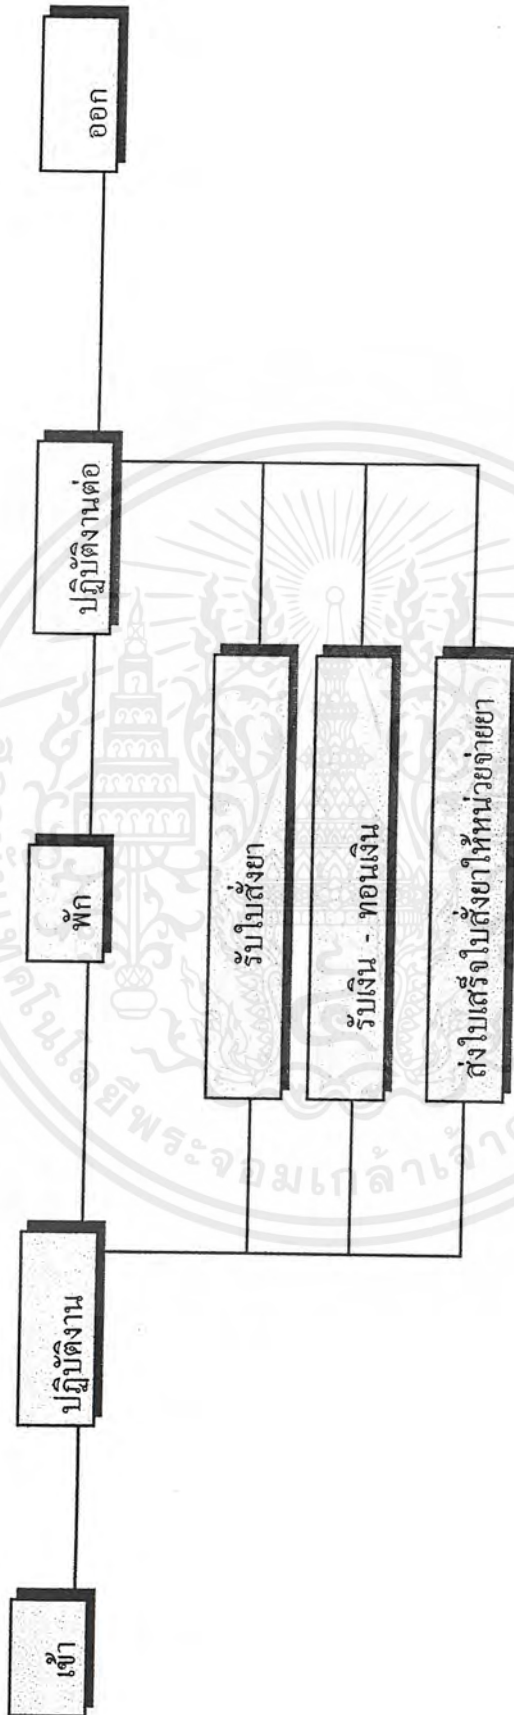 เข้า
ปฏิบัติงาน
พัก
ปฏิบัติงานต่อ
ออก
รับใบสั่งยา
รับเงิน - ทอนเงิน
ส่งใบเสร็จใบสั่งยาให้หน่วยจ่ายยา